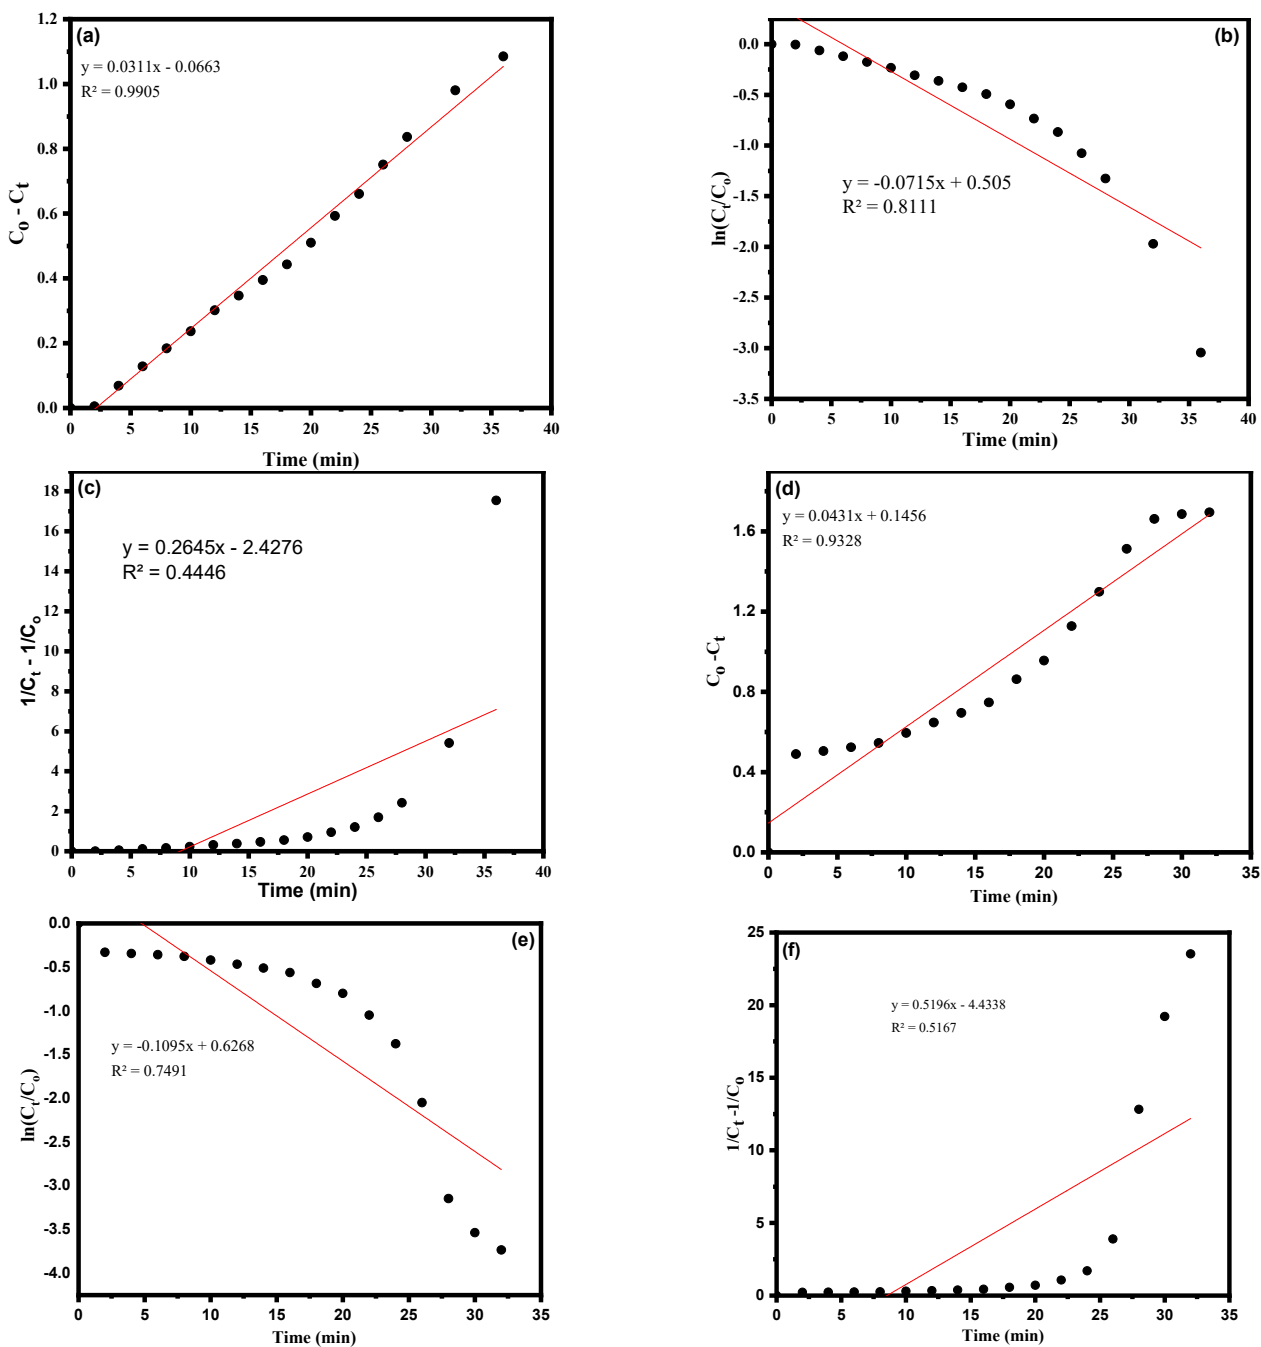 (a)
y = 0.0311x - 0.0663
R² = 0.9905
1.2
1.0
0.8
0.6
0.4
0.2
0.0
C₀ - Cₜ
0 5 10 15 20 25 30 35 40
Time (min)
(b)
y = -0.0715x + 0.505
R² = 0.8111
0.0
-0.5
-1.0
-1.5
-2.0
-2.5
-3.0
-3.5
ln(Cₜ/Cₒ)
0 5 10 15 20 25 30 35 40
Time (min)
(c)
y = 0.2645x - 2.4276
R² = 0.4446
18
16
14
12
10
8
6
4
2
0
1/Cₜ - 1/Cₒ
0 5 10 15 20 25 30 35 40
Time (min)
(d)
y = 0.0431x + 0.1456
R² = 0.9328
1.6
1.2
0.8
0.4
0.0
C₀ -Cₜ
0 5 10 15 20 25 30 35
Time (min)
(e)
y = -0.1095x + 0.6268
R² = 0.7491
0.0
-0.5
-1.0
-1.5
-2.0
-2.5
-3.0
-3.5
-4.0
ln(Cₜ/Cₒ)
0 5 10 15 20 25 30 35
Time (min)
(f)
y = 0.5196x - 4.4338
R² = 0.5167
25
20
15
10
5
0
1/Cₜ -1/Cₒ
0 5 10 15 20 25 30 35
Time (min)